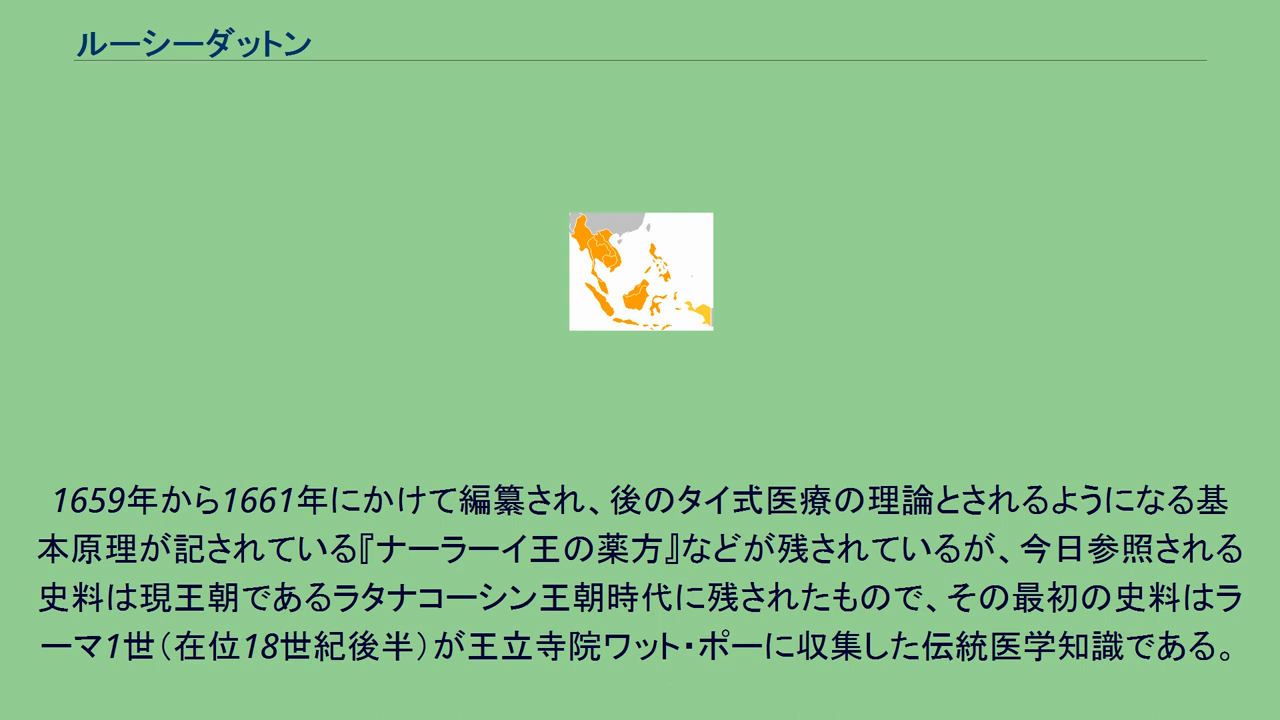 ルーシーダットン
1659年から1661年にかけて編纂され、後のタイ式医療の理論とされるようになる基
本原理が記されている『ナーラーイ王の薬方』などが残されているが、今日参照される
史料は現王朝であるラタナコーシン王朝時代に残されたもので、その最初の史料はラ
ーマ1世（在位18世紀後半）が王立寺院ワット・ポーに収集した伝統医学知識である。